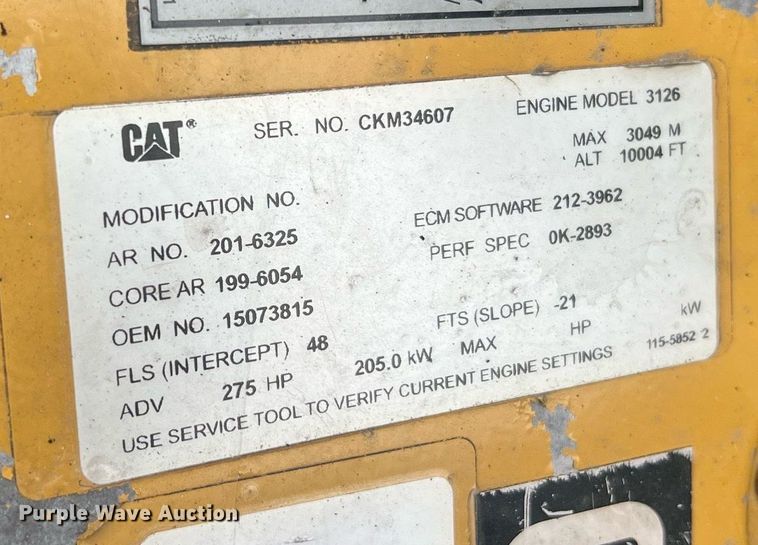 CAT® SER. NO. CKM34607 ENGINE MODEL 3126
MAX 3049 M
ALT 10004 FT
MODIFICATION NO.
ECM SOFTWARE 212-3962
AR NO. 201-6325
PERF SPEC 0K-2893
CORE AR 199-6054
OEM NO. 15073815
FLS (INTERCEPT) 48 FTS (SLOPE) -21
ADV 275 HP 205.0 kW MAX HP kW
USE SERVICE TOOL TO VERIFY CURRENT ENGINE SETTINGS 115-5852 2
Purple Wave Auction